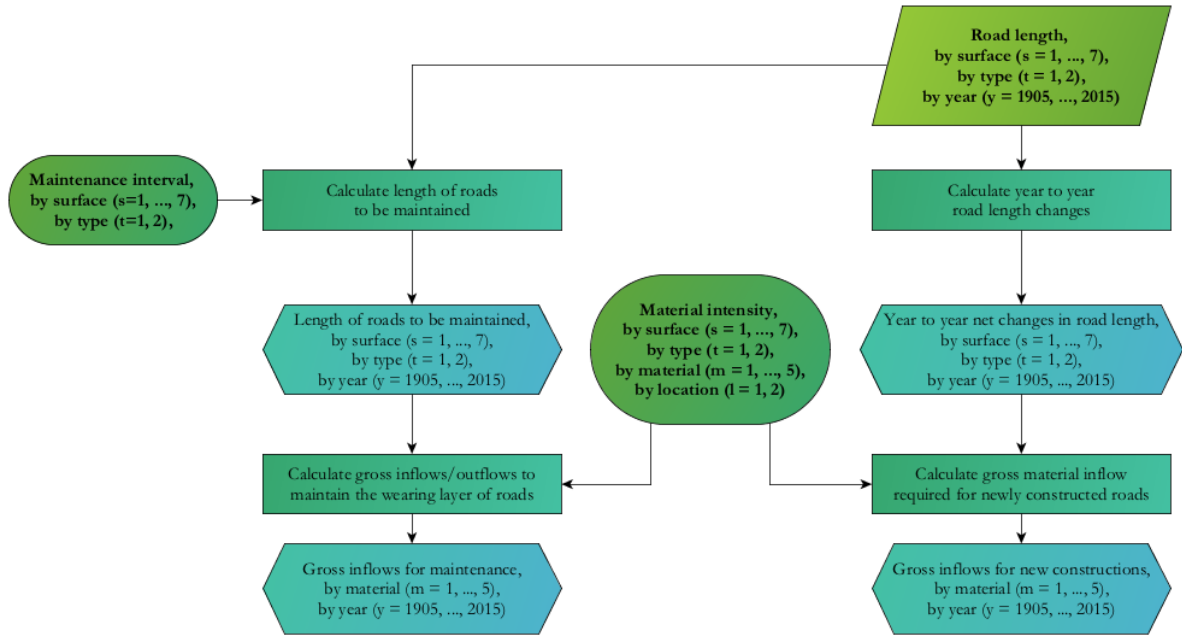 Road length,
by surface (s = 1, ..., 7),
by type (t = 1, 2),
by year (y = 1905, ..., 2015)
Maintenance interval,
by surface (s=1, ..., 7),
by type (t=1, 2),
Calculate length of roads
to be maintained
Calculate year to year
road length changes
Length of roads to be maintained,
by surface (s = 1, ..., 7),
by type (t = 1, 2),
by year (y = 1905, ..., 2015)
Material intensity,
by surface (s = 1, ..., 7),
by type (t = 1, 2),
by material (m = 1, ..., 5),
by location (l = 1, 2)
Year to year net changes in road length,
by surface (s = 1, ..., 7),
by type (t = 1, 2),
by year (y = 1905, ..., 2015)
Calculate gross inflows/outflows to
maintain the wearing layer of roads
Calculate gross material inflow
required for newly constructed roads
Gross inflows for maintenance,
by material (m = 1, ..., 5),
by year (y = 1905, ..., 2015)
Gross inflows for new constructions,
by material (m = 1, ..., 5),
by year (y = 1905, ..., 2015)